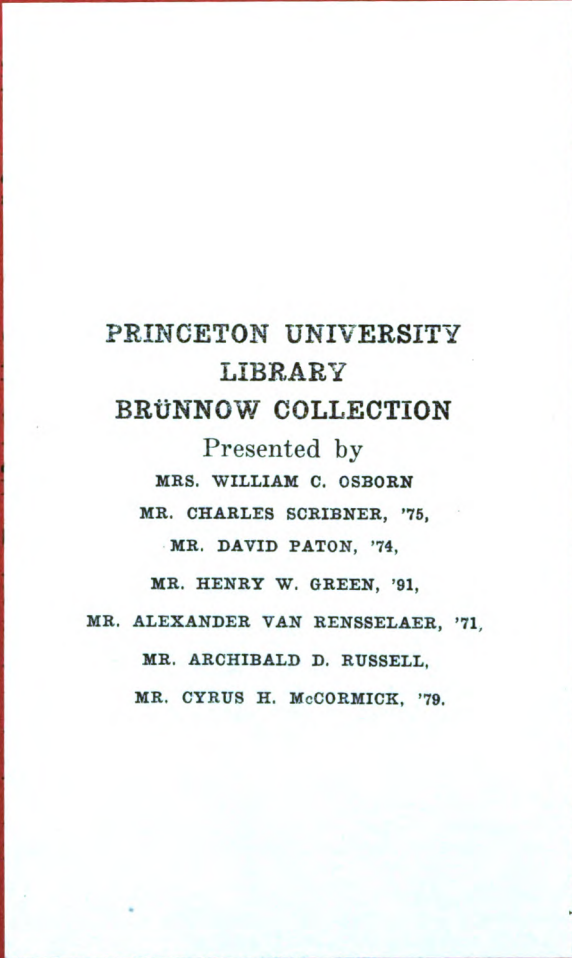 PRINCETON UNIVERSITY
LIBRARY
BRÜNNOW COLLECTION
Presented by
MRS. WILLIAM C. OSBORN
MR. CHARLES SCRIBNER, '75,
MR. DAVID PATON, '74,
MR. HENRY W. GREEN, '91,
MR. ALEXANDER VAN RENSSELAER, '71,
MR. ARCHIBALD D. RUSSELL,
MR. CYRUS H. McCORMICK, '79.